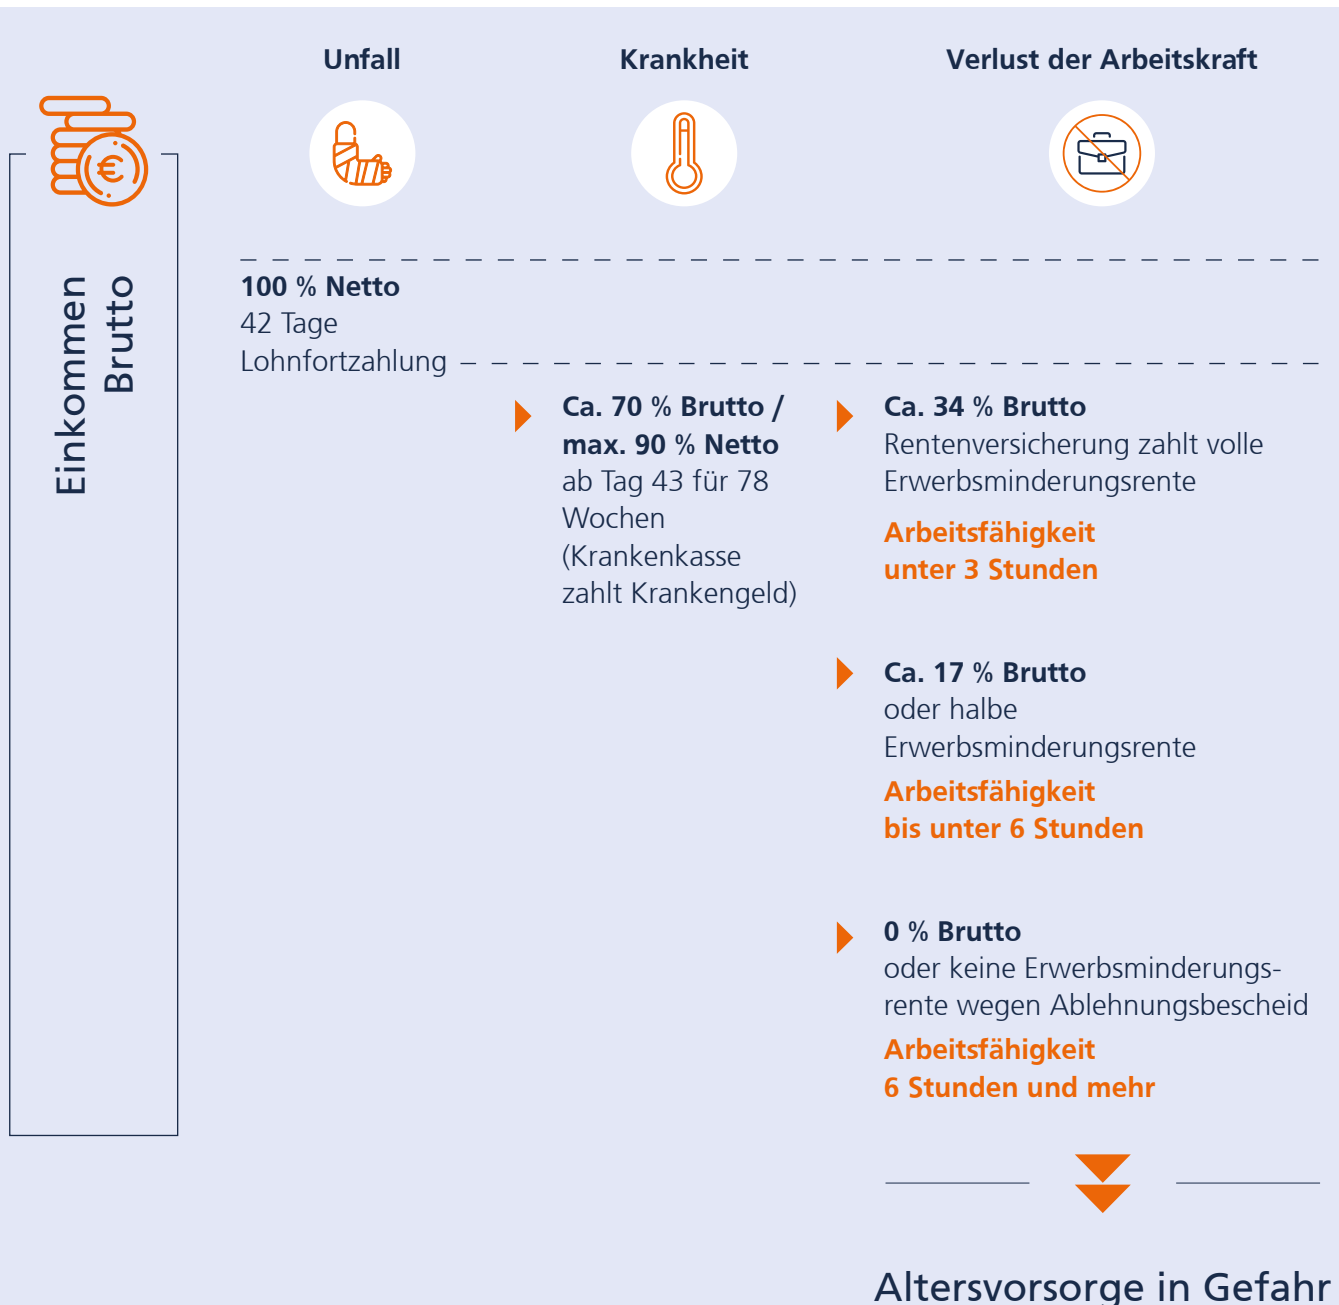 Unfall
Krankheit
Verlust der Arbeitskraft
€
Einkommen
Brutto
100 % Netto
42 Tage
Lohnfortzahlung
Ca. 70 % Brutto /
max. 90 % Netto
ab Tag 43 für 78
Wochen
(Krankenkasse
zahlt Krankengeld)
Ca. 34 % Brutto
Rentenversicherung zahlt volle
Erwerbsminderungsrente
Arbeitsfähigkeit
unter 3 Stunden
Ca. 17 % Brutto
oder halbe
Erwerbsminderungsrente
Arbeitsfähigkeit
bis unter 6 Stunden
0 % Brutto
oder keine Erwerbsminderungs-
rente wegen Ablehnungsbescheid
Arbeitsfähigkeit
6 Stunden und mehr
Altersvorsorge in Gefahr